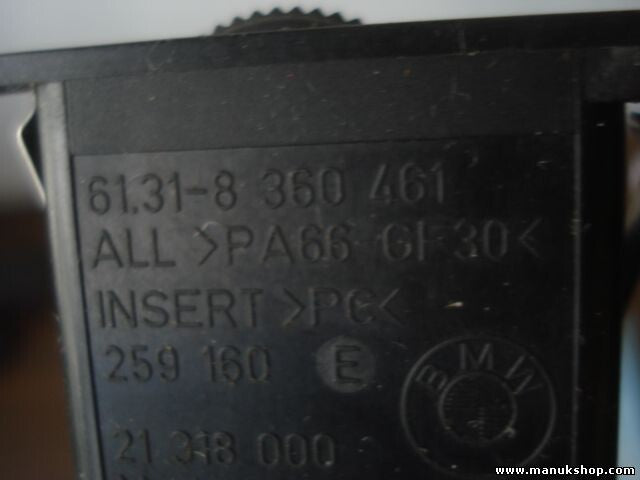 61.31-8 360 461
ALL >PA66 GF30<
INSERT >PC<
259 160 E
BMW
21.318 000
www.manukshop.com